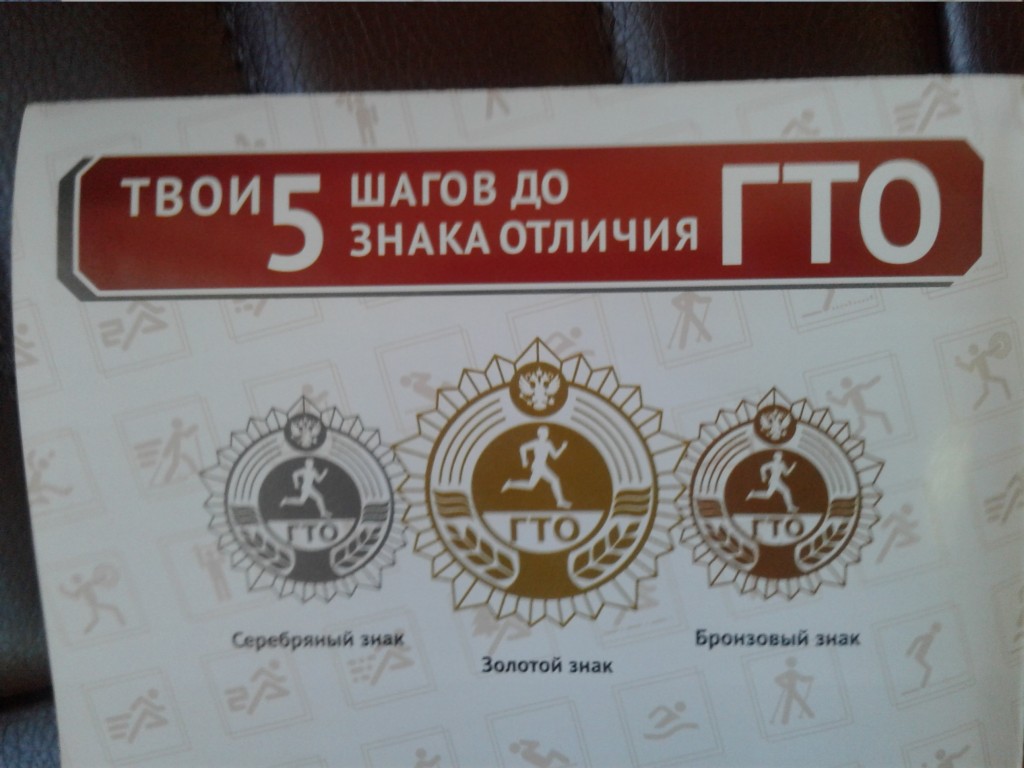 ТВОИ 5 ШАГОВ ДО
ЗНАКА ОТЛИЧИЯ
ГТО
ГТО
ГТО
ГТО
Серебряный знак
Золотой знак
Бронзовый знак